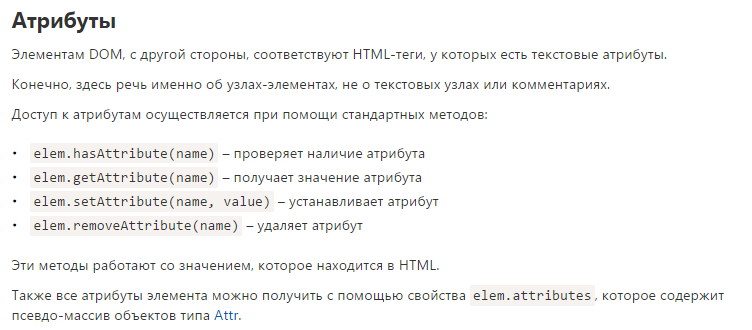 Атрибуты
Элементам DOM, с другой стороны, соответствуют HTML-теги, у которых есть текстовые атрибуты.
Конечно, здесь речь именно об узлах-элементах, не о текстовых узлах или комментариях.
Доступ к атрибутам осуществляется при помощи стандартных методов:
• elem.hasAttribute(name) – проверяет наличие атрибута
• elem.getAttribute(name) – получает значение атрибута
• elem.setAttribute(name, value) – устанавливает атрибут
• elem.removeAttribute(name) – удаляет атрибут
Эти методы работают со значением, которое находится в HTML.
Также все атрибуты элемента можно получить с помощью свойства elem.attributes, которое содержит
псевдо-массив объектов типа Attr.